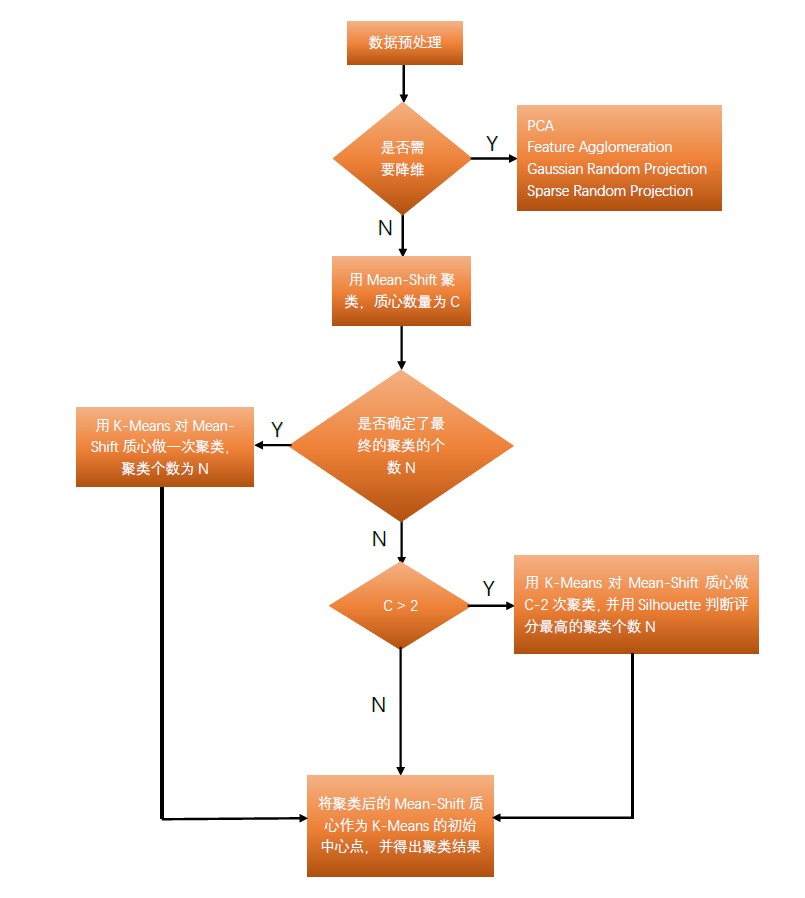 数据预处理
是否需
要降维
Y
PCA
Feature Agglomeration
Gaussian Random Projection
Sparse Random Projection
N
用 Mean-Shift 聚
类，质心数量为 C
是否确定了最
终的聚类的个
数 N
Y
用 K-Means 对 Mean-
Shift 质心做一次聚类，
聚类个数为 N
N
C > 2
Y
用 K-Means 对 Mean-Shift 质心做
C-2 次聚类，并用 Silhouette 判断评
分最高的聚类个数 N
N
将聚类后的 Mean-Shift 质
心作为 K-Means 的初始
中心点，并得出聚类结果